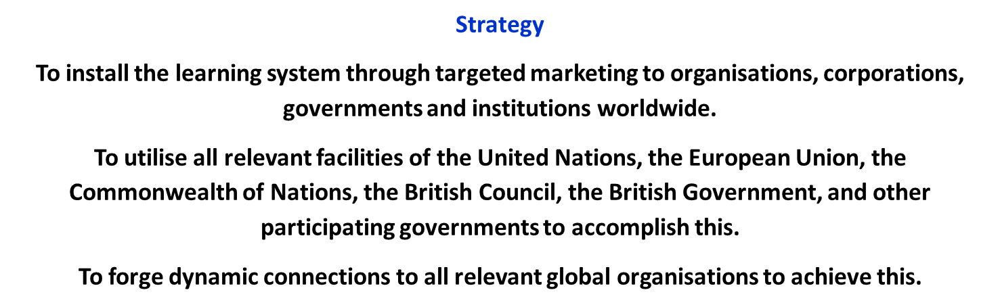 Strategy
To install the learning system through targeted marketing to organisations, corporations,
governments and institutions worldwide.
To utilise all relevant facilities of the United Nations, the European Union, the
Commonwealth of Nations, the British Council, the British Government, and other
participating governments to accomplish this.
To forge dynamic connections to all relevant global organisations to achieve this.